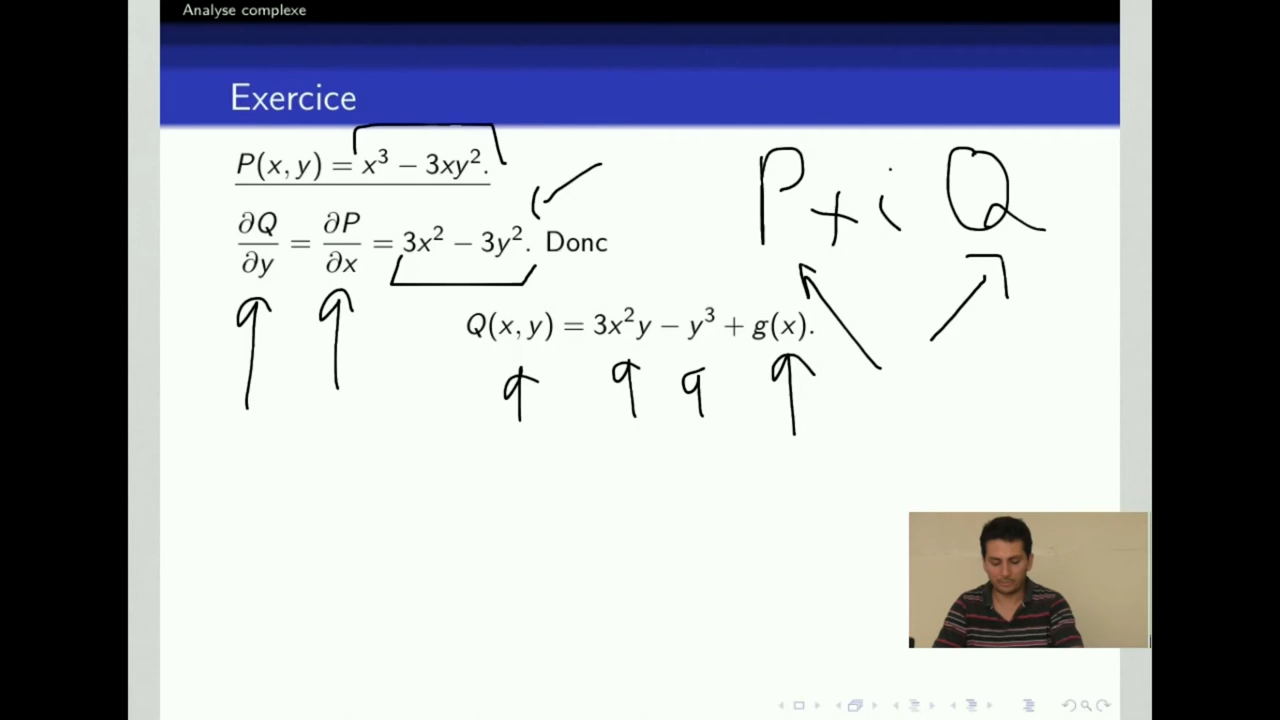 Analyse complexe
Exercice
P(x, y) = x³ − 3xy².
P + i Q
∂Q/∂y = ∂P/∂x = 3x² − 3y². Donc
Q(x, y) = 3x²y − y³ + g(x).